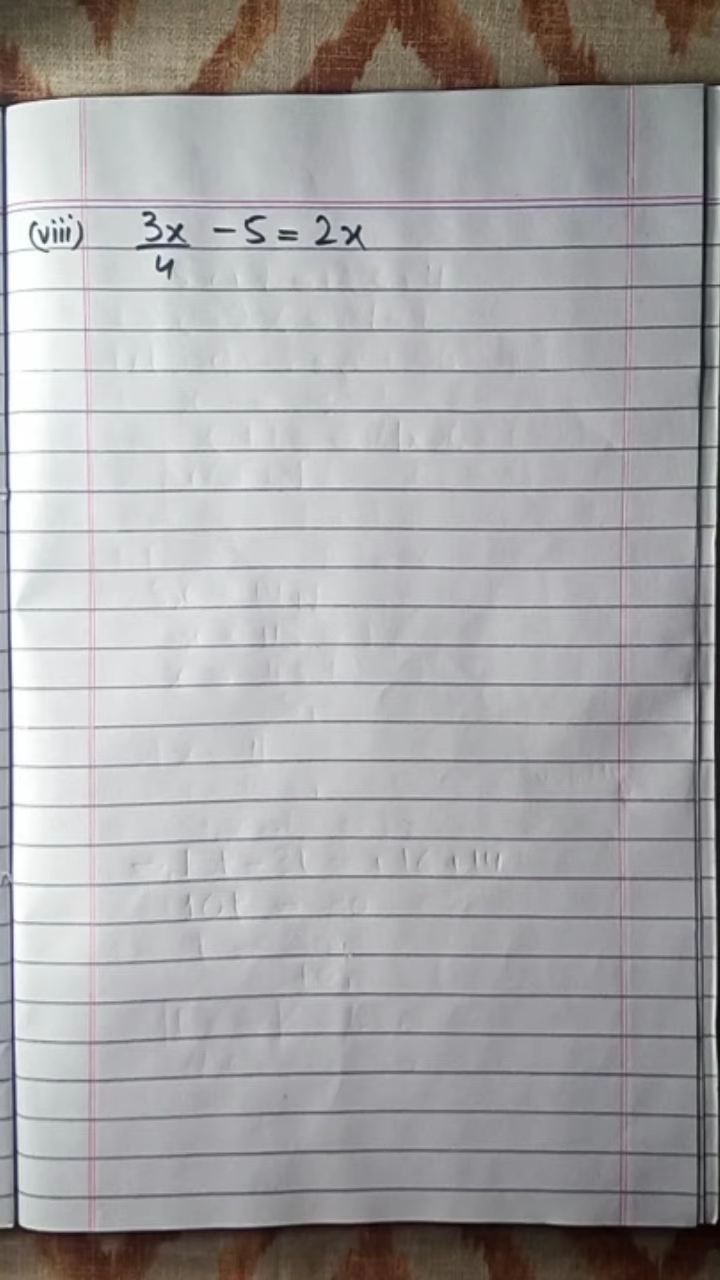 (viii) 3x/4 - 5 = 2x